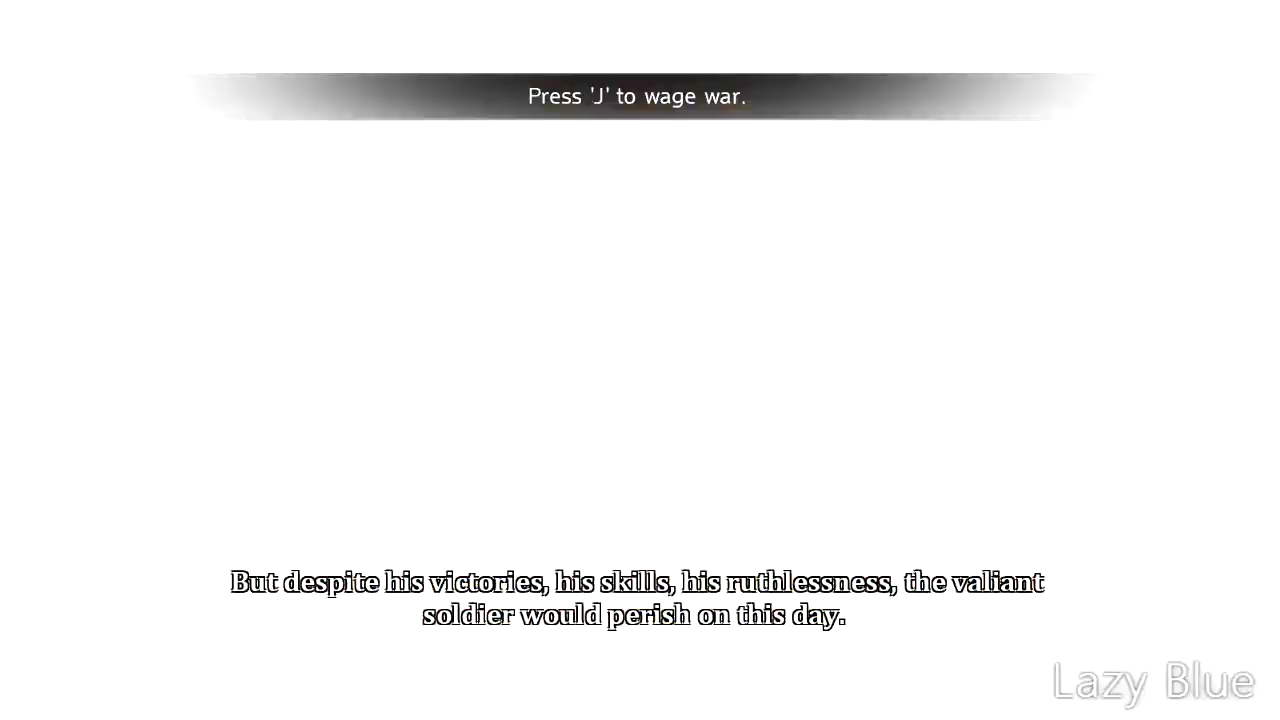 Press 'J' to wage war.
But despite his victories, his skills, his ruthlessness, the valiant
soldier would perish on this day.
Lazy Blue